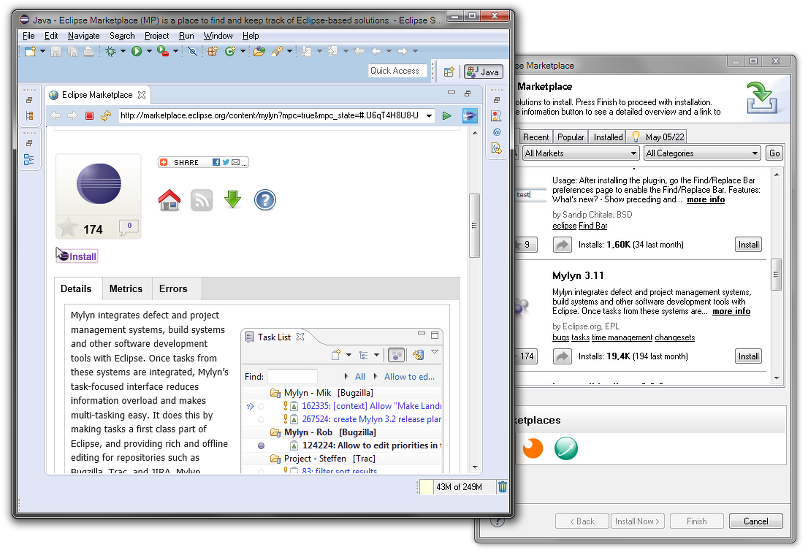 Java - Eclipse Marketplace (MP) is a place to find and keep track of Eclipse-based solutions. - Eclipse S...
File Edit Navigate Search Project Run Window Help
Quick Access
Java
Eclipse Marketplace
http://marketplace.eclipse.org/content/mylyn?mpc=true&mpc_state=#.U6qT4H8U8-U
SHARE
174
0
Install
Details Metrics Errors
Mylyn integrates defect and project
management systems, build systems
and other software development
tools with Eclipse. Once tasks from
these systems are integrated, Mylyn's
task-focused interface reduces
information overload and makes
multi-tasking easy. It does this by
making tasks a first class part of
Eclipse, and providing rich and offline
editing for repositories such as
Bugzilla, Trac, and JIRA. Mylyn
Task List
Find:
All
Allow to ed...
Mylyn - Mik [Bugzilla]
162335: [context] Allow "Make Land
267524: create Mylyn 3.2 release plan
Mylyn - Rob [Bugzilla]
124224: Allow to edit priorities in
Project - Steffen [Trac]
83: filter sort results
43M of 249M
Marketplace
Marketplace
olutions to install. Press Finish to proceed with installation.
e information button to see a detailed overview and a link to
Recent Popular Installed May 05/22
All Markets All Categories Go
test
Usage: After installing the plug-in, go the Find/Replace Bar
preferences page to enable the Find/Replace Bar. Features:
What's new? - Show preceding and... more info
by Sandip Chitale, BSD
eclipse Find Bar
9 Installs: 1,60K (34 last month) Install
Mylyn 3.11
Mylyn integrates defect and project management systems,
build systems and other software development tools with
Eclipse. Once tasks from these systems are... more info
by Eclipse.org, EPL
bugs tasks time management changesets
174 Installs: 19,4K (194 last month) Install
ketplaces
< Back Install Now > Finish Cancel